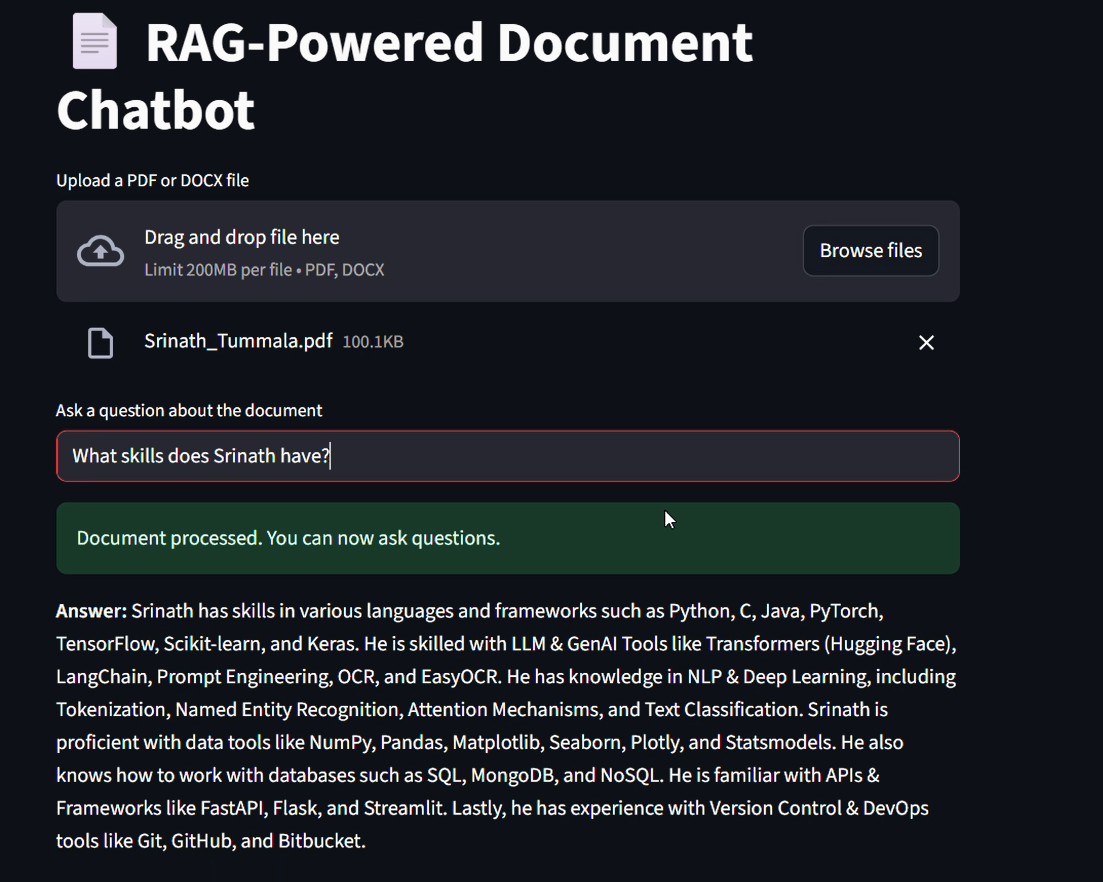 RAG-Powered Document
Chatbot
Upload a PDF or DOCX file
Drag and drop file here
Limit 200MB per file • PDF, DOCX
Browse files
Srinath_Tummala.pdf 100.1KB
Ask a question about the document
What skills does Srinath have?
Document processed. You can now ask questions.
Answer: Srinath has skills in various languages and frameworks such as Python, C, Java, PyTorch,
TensorFlow, Scikit-learn, and Keras. He is skilled with LLM & GenAI Tools like Transformers (Hugging Face),
LangChain, Prompt Engineering, OCR, and EasyOCR. He has knowledge in NLP & Deep Learning, including
Tokenization, Named Entity Recognition, Attention Mechanisms, and Text Classification. Srinath is
proficient with data tools like NumPy, Pandas, Matplotlib, Seaborn, Plotly, and Statsmodels. He also
knows how to work with databases such as SQL, MongoDB, and NoSQL. He is familiar with APIs &
Frameworks like FastAPI, Flask, and Streamlit. Lastly, he has experience with Version Control & DevOps
tools like Git, GitHub, and Bitbucket.